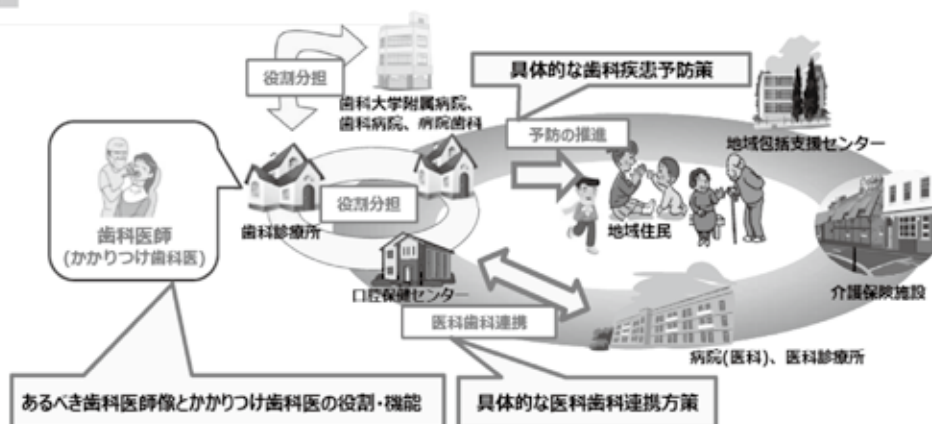 役割分担
歯科大学附属病院、
歯科病院、病院歯科
具体的な歯科疾患予防策
予防の推進
地域包括支援センター
歯科医師
(かかりつけ歯科医)
歯科診療所
役割分担
地域住民
口腔保健センター
介護保険施設
医科歯科連携
病院(医科)、医科診療所
あるべき歯科医師像とかかりつけ歯科医の役割・機能
具体的な医科歯科連携方策